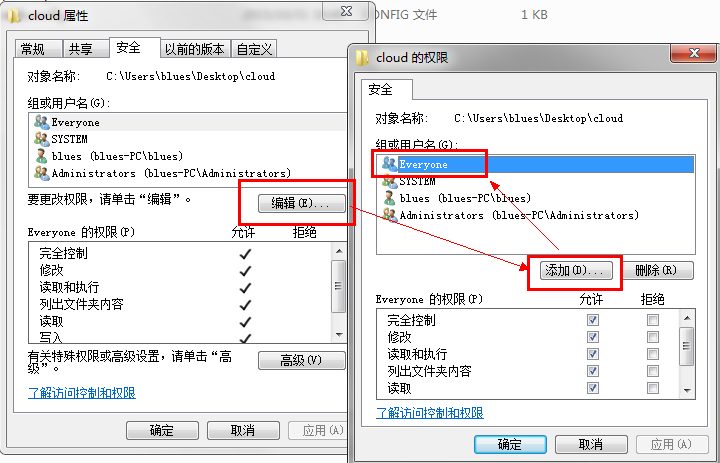 CONFIG 文件
1 KB
cloud 属性
常规
共享
安全
以前的版本
自定义
对象名称: C:\Users\blues\Desktop\cloud
组或用户名(G):
Everyone
SYSTEM
blues (blues-PC\blues)
Administrators (blues-PC\Administrators)
要更改权限，请单击“编辑”。
编辑(E)...
Everyone 的权限(P) 允许 拒绝
完全控制
修改
读取和执行
列出文件夹内容
读取
写入
有关特殊权限或高级设置，请单击“高
级”。
高级(V)
了解访问控制和权限
确定
取消
应用(A)
cloud 的权限
安全
对象名称: C:\Users\blues\Desktop\cloud
组或用户名(G):
Everyone
SYSTEM
blues (blues-PC\blues)
Administrators (blues-PC\Administrators)
添加(D)...
删除(R)
Everyone 的权限(P) 允许 拒绝
完全控制
修改
读取和执行
列出文件夹内容
读取
了解访问控制和权限
确定
取消
应用(A)